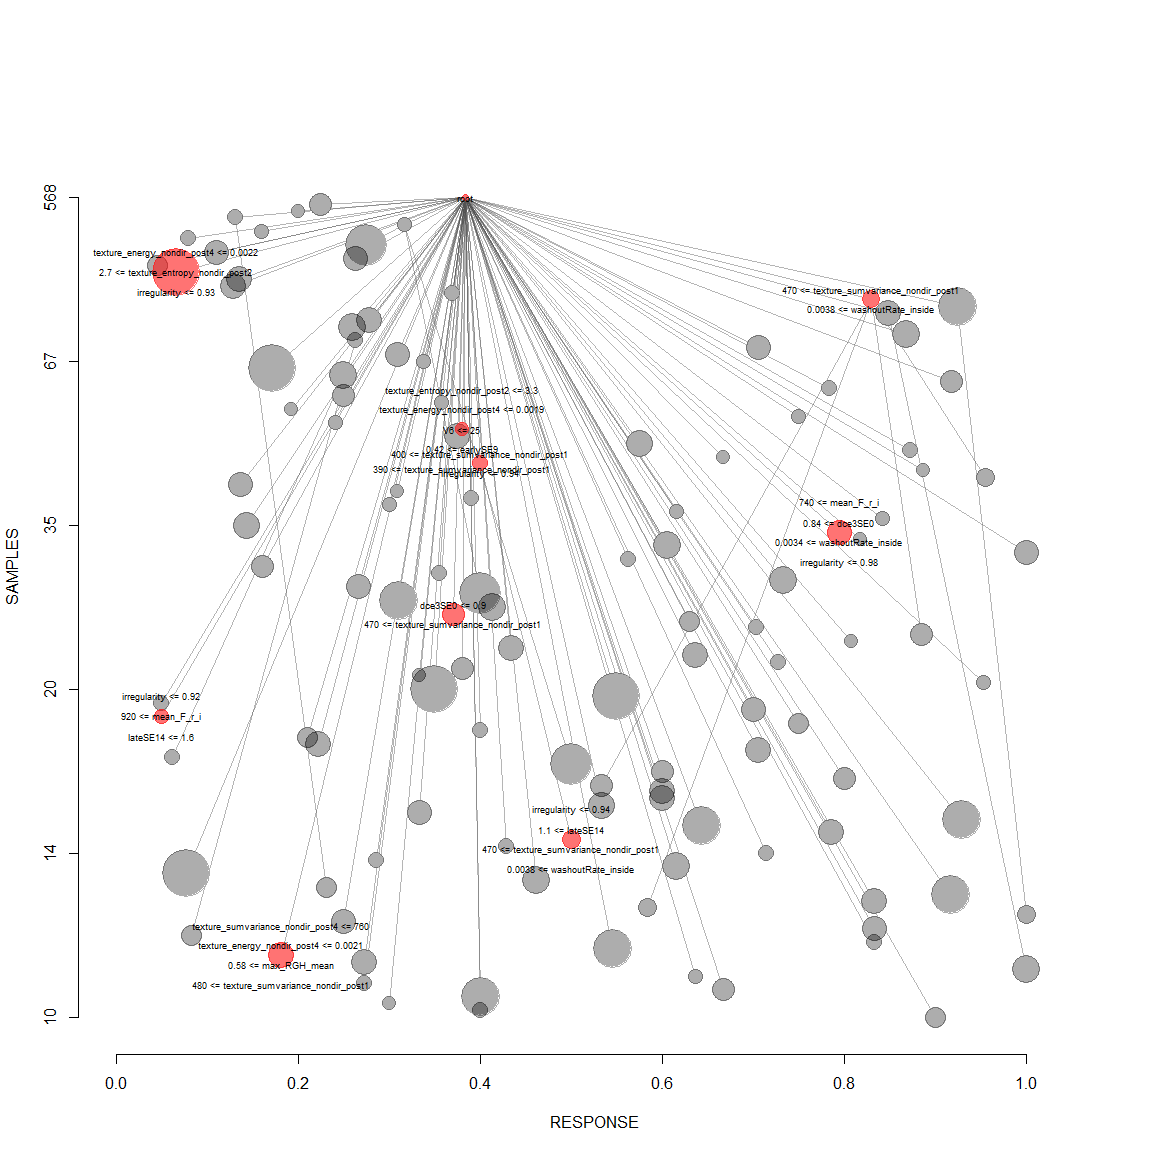 568
root
texture_energy_nondir_post4 <= 0.0022
2.7 <= texture_entropy_nondir_post2
irregularity <= 0.93
470 <= texture_sumvariance_nondir_post1
0.0038 <= washoutRate_inside
67
texture_entropy_nondir_post2 <= 3.3
texture_energy_nondir_post4 <= 0.0019
V6 <= 25
0.42 <= earlySE9
400 <= texture_sumvariance_nondir_post1
390 <= texture_sumvariance_nondir_post1
irregularity <= 0.94
740 <= mean_F_r_i
0.84 <= dce3SE0
0.0034 <= washoutRate_inside
irregularity <= 0.98
35
SAMPLES
dce3SE0 <= 0.9
470 <= texture_sumvariance_nondir_post1
20
irregularity <= 0.92
920 <= mean_F_r_i
lateSE14 <= 1.6
irregularity <= 0.94
1.1 <= lateSE14
470 <= texture_sumvariance_nondir_post1
0.0038 <= washoutRate_inside
14
texture_sumvariance_nondir_post4 <= 760
texture_energy_nondir_post4 <= 0.0021
0.58 <= max_RGH_mean
480 <= texture_sumvariance_nondir_post1
10
0.0 0.2 0.4 0.6 0.8 1.0
RESPONSE